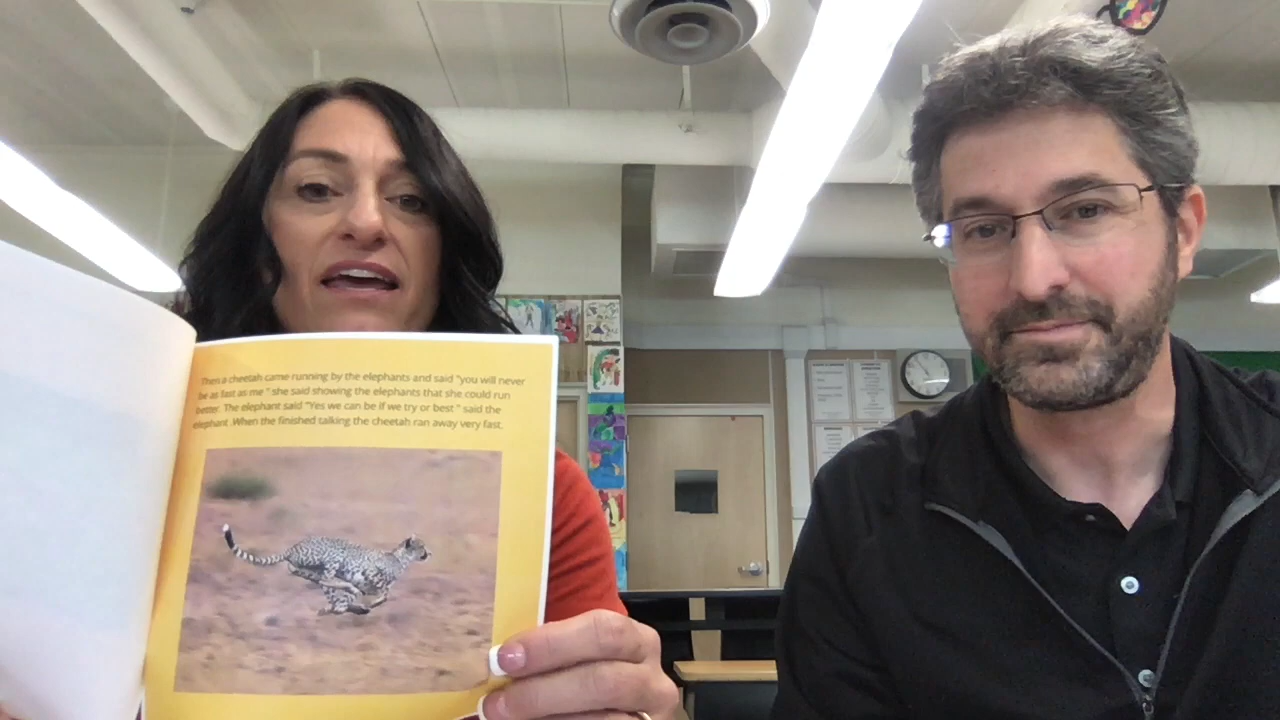 Then a cheetah came running by the elephants and said "you will never
be as fast as me " she said showing the elephants that she could run
better. The elephant said "Yes we can be if we try or best " said the
elephant .When the finished talking the cheetah ran away very fast.